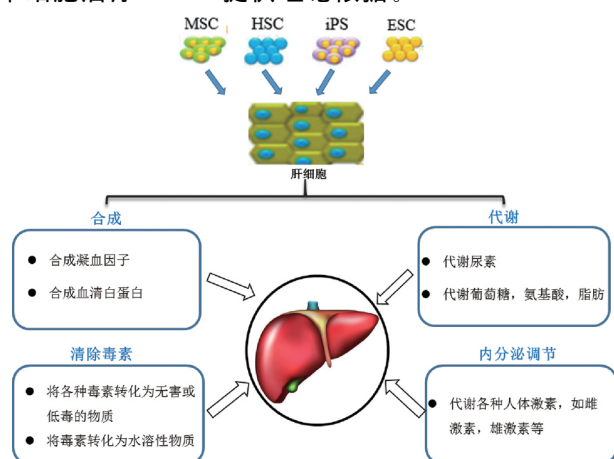 MSC HSC iPS ESC
肝细胞
合成
● 合成凝血因子
● 合成血清白蛋白
代谢
● 代谢尿素
● 代谢葡萄糖，氨基酸，脂肪
清除毒素
● 将各种毒素转化为无害或
低毒的物质
● 将毒素转化为水溶性物质
内分泌调节
● 代谢各种人体激素，如雌
激素，雄激素等